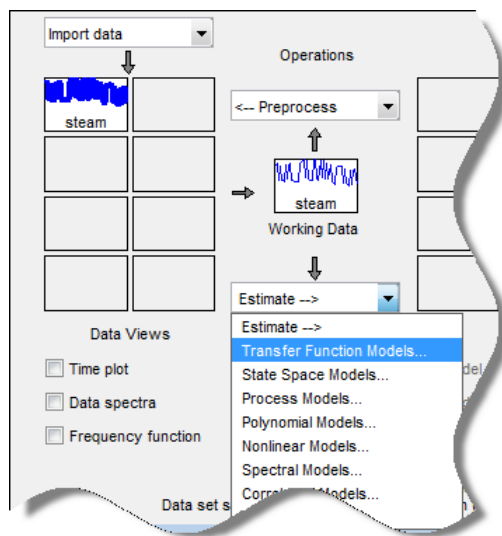 Import data
Operations
steam
<-- Preprocess
steam
Working Data
Estimate -->
Data Views
Estimate -->
Transfer Function Models...
Time plot
State Space Models...
Process Models...
Data spectra
Polynomial Models...
Frequency function
Nonlinear Models...
Spectral Models...
Data set s